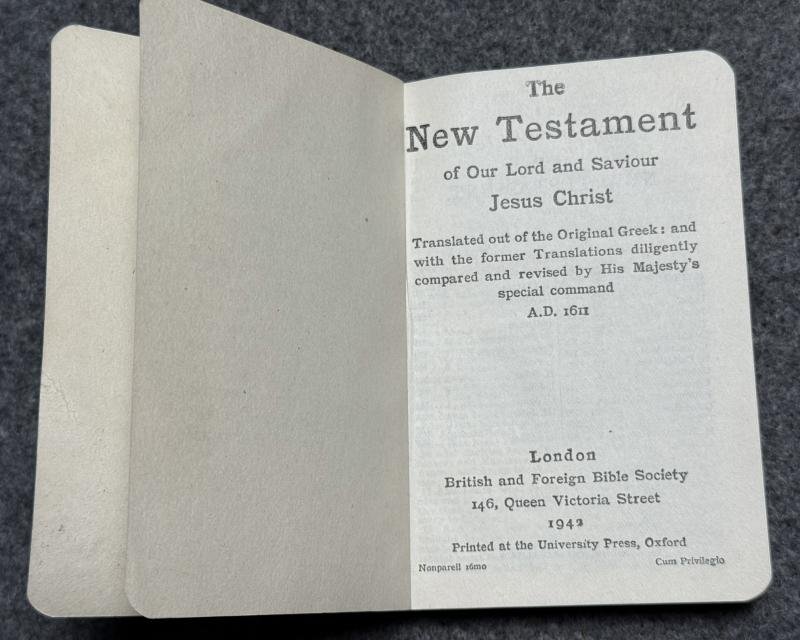 The
New Testament
of Our Lord and Saviour
Jesus Christ
Translated out of the Original Greek: and
with the former Translations diligently
compared and revised by His Majesty's
special command
A.D. 1611
London
British and Foreign Bible Society
146, Queen Victoria Street
1942
Printed at the University Press, Oxford
Nonpareil 16mo
Cum Privilegio